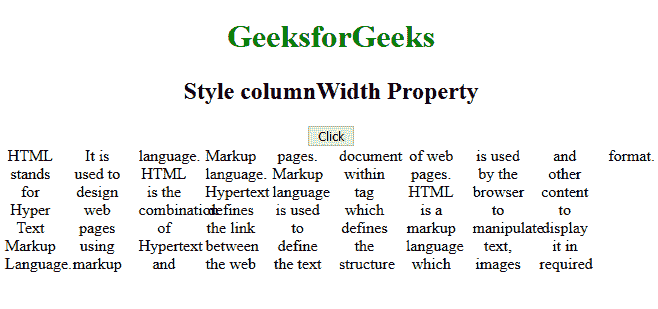 GeeksforGeeks
Style columnWidth Property
Click
HTML
stands
for
Hyper
Text
Markup
Language.
It is
used to
design
web
pages
using
markup
language.
HTML
is the
combination
of
Hypertext
and
Markup
language.
Hypertext
defines
the link
between
the web
pages.
Markup
language
is used
to
define
the text
document
within
tag
which
defines
the
structure
of web
pages.
HTML
is a
markup
language
which
is used
by the
browser
to
manipulate
text,
images
and
other
content
to
display
it in
required
format.